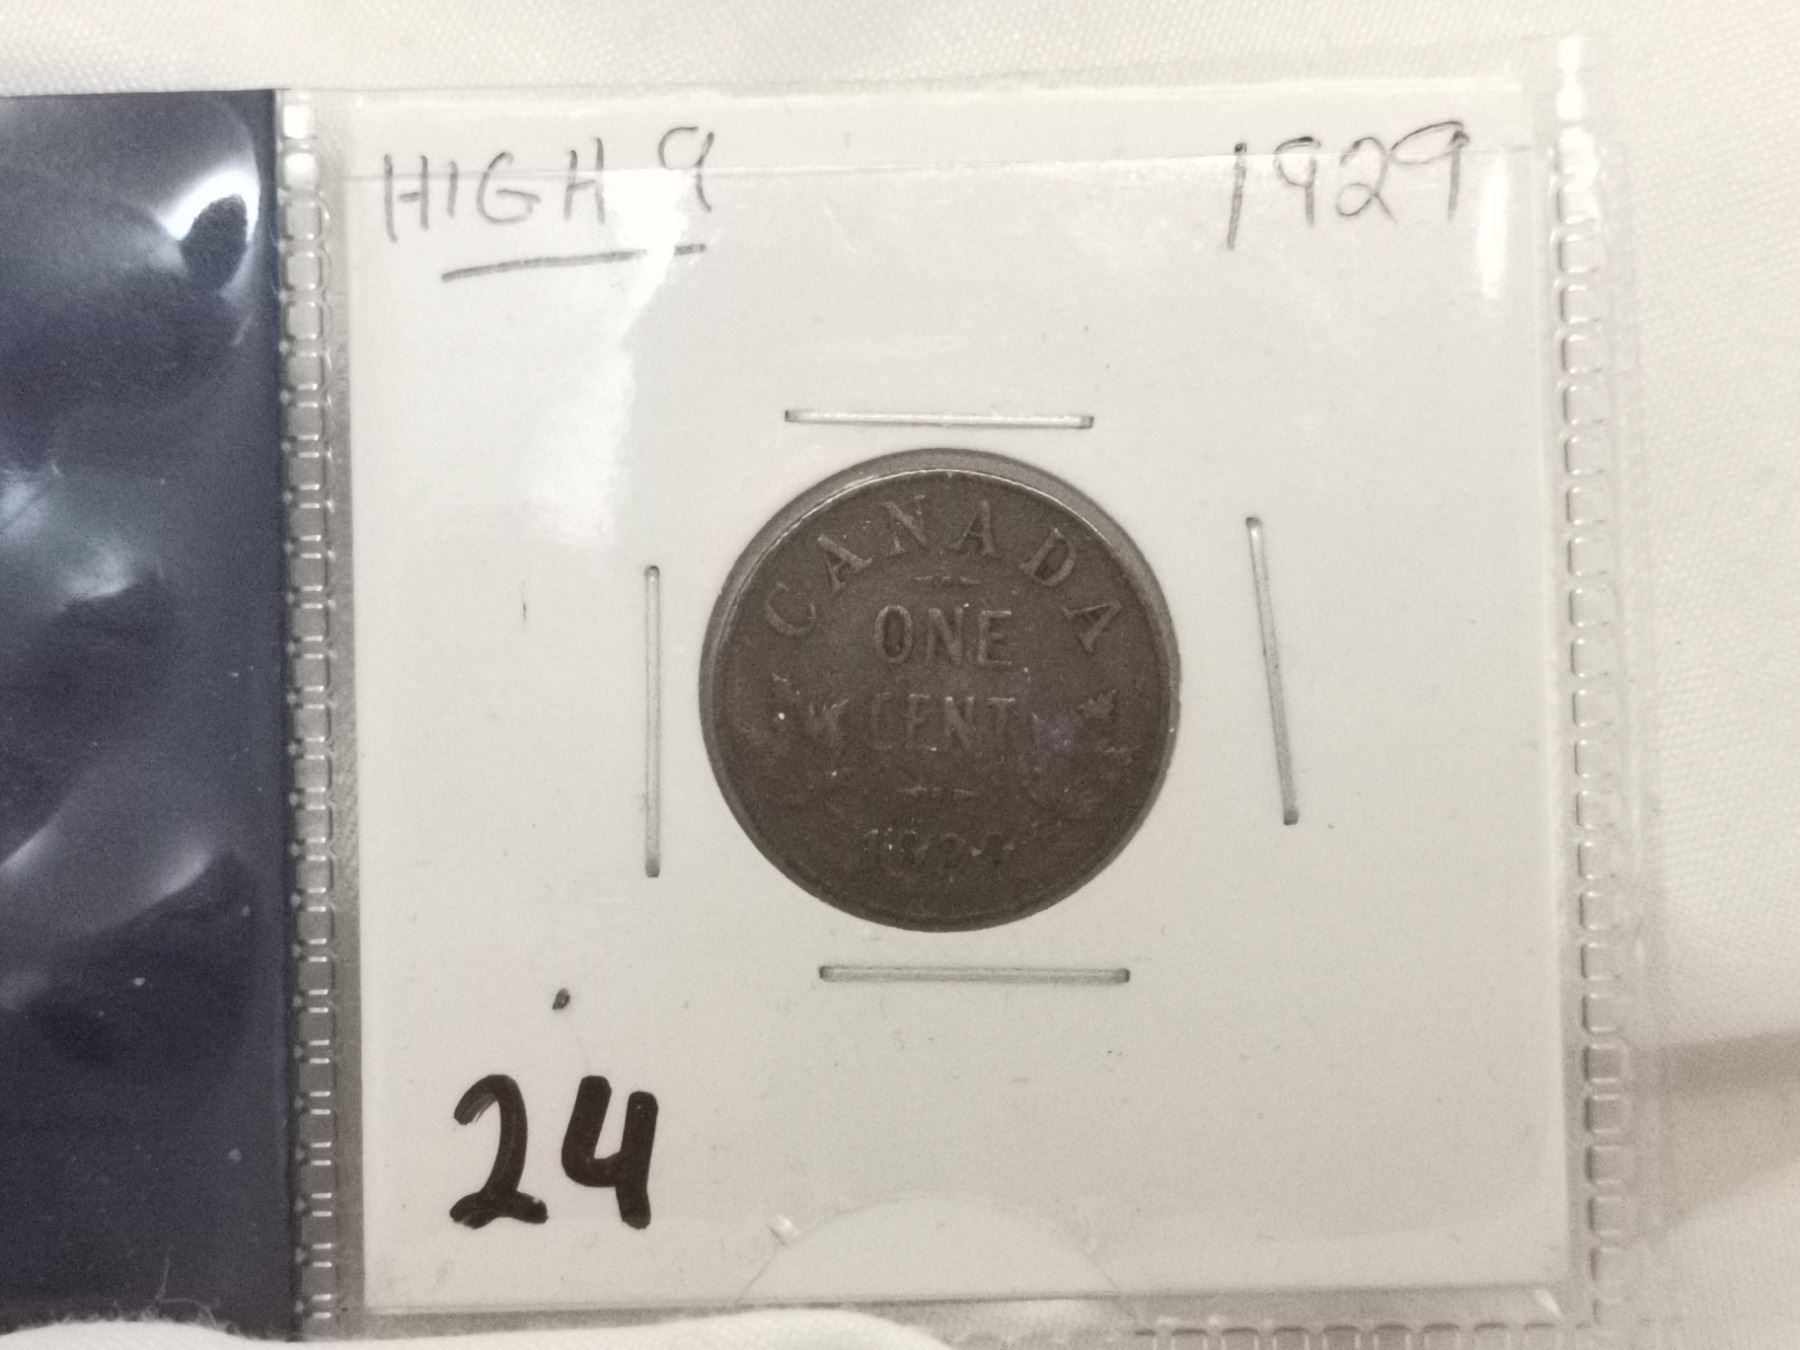 HIGH 9 1929
CANADA
ONE
CENT
24